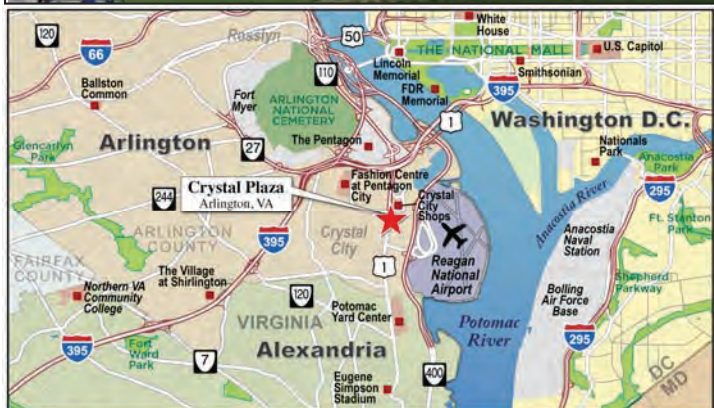 120
Rosslyn
50
White
House
U.S. Capitol
66
THE NATIONAL MALL
Lincoln
Memorial
110
Smithsonian
Ballston
Common
Fort
Myer
ARLINGTON
NATIONAL
CEMETERY
FDR
Memorial
395
1
Washington D.C.
Arlington
The Pentagon
27
Nationals
Park
Glencarlyn
Park
Anacostia
Park
Fashion Centre
at Pentagon
City
295
244
Crystal Plaza
Arlington, VA
Crystal
City
Shops
Anacostia River
Ft. Stanton
Park
ARLINGTON
COUNTY
395
Crystal
City
Anacostia
Naval
Station
FAIRFAX
COUNTY
1
Reagan
National
Airport
Shepherd
Parkway
Northern VA
Community
College
The Village
at Shirlington
Bolling
Air Force
Base
120
VIRGINIA
Potomac
Yard Center
Potomac
River
295
395
Fort
Ward
Park
7
Alexandria
400
DC
MD
Eugene
Simpson
Stadium